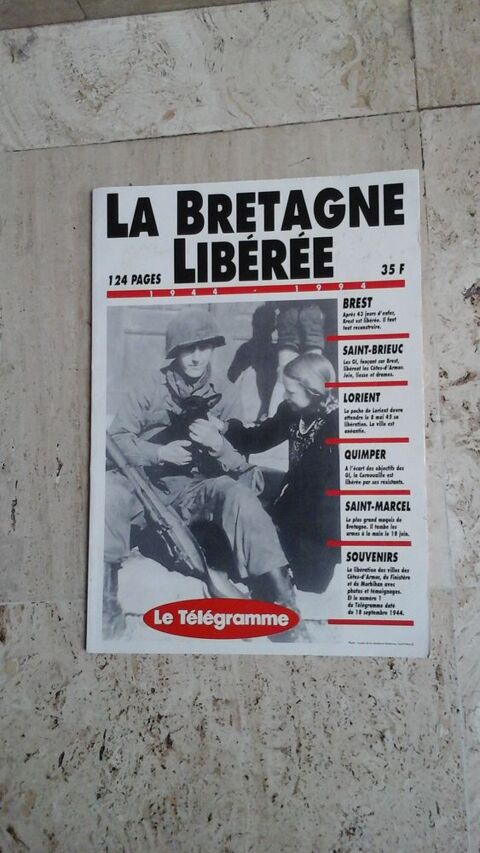 LA BRETAGNE
LIBÉRÉE
124 PAGES
35 F
1944 - 1994
BREST
Après 43 jours d'enfer,
Brest est libérée. Il faut
tout reconstruire.
SAINT-BRIEUC
Les GI, fonçant sur Brest,
libèrent les Côtes-d'Armor.
Joie, liesse et drames.
LORIENT
La poche de Lorient devra
attendre le 8 mai 45 sa
libération. La ville est
anéantie.
QUIMPER
A l'écart des objectifs des
GI, la Cornouaille est
libérée par ses résistants.
SAINT-MARCEL
Le plus grand maquis de
Bretagne. Il tombe les
armes à la main le 18 juin.
SOUVENIRS
La libération des villes des
Côtes-d'Armor, du Finistère
et du Morbihan avec
photos et témoignages.
Et le numéro 1
du Télégramme daté
du 18 septembre 1944.
Le Télégramme